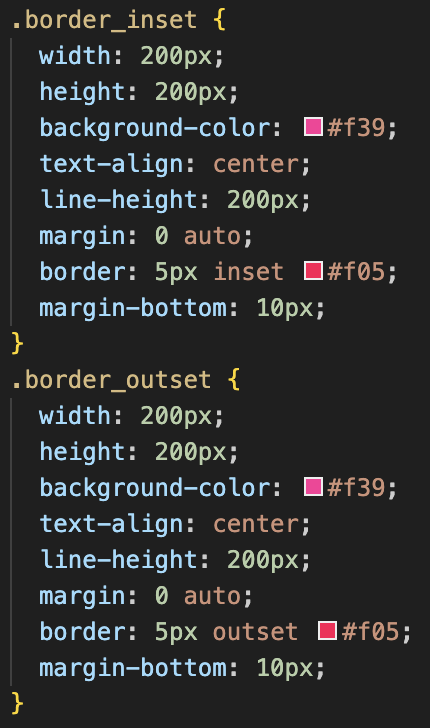 .border_inset {
width: 200px;
height: 200px;
background-color: #f39;
text-align: center;
line-height: 200px;
margin: 0 auto;
border: 5px inset #f05;
margin-bottom: 10px;
}
.border_outset {
width: 200px;
height: 200px;
background-color: #f39;
text-align: center;
line-height: 200px;
margin: 0 auto;
border: 5px outset #f05;
margin-bottom: 10px;
}